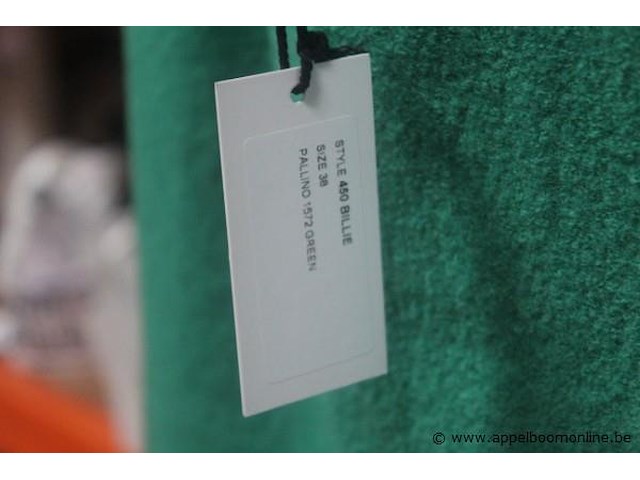 STYLE 450 BILLIE
SIZE 38
PALLINO 1572 GREEN
© www.appelboomonline.be